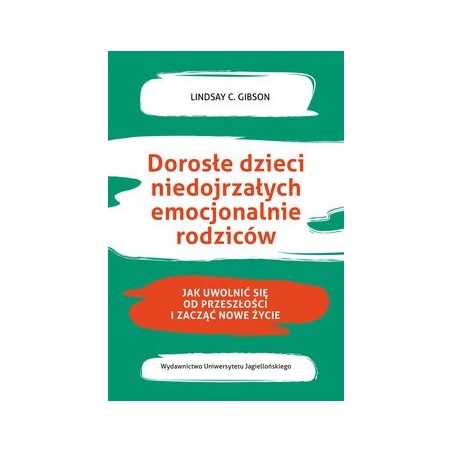 LINDSAY C. GIBSON
Dorosłe dzieci
niedojrzałych
emocjonalnie
rodziców
JAK UWOLNIĆ SIĘ
OD PRZESZŁOŚCI
I ZACZĄĆ NOWE ŻYCIE
Wydawnictwo Uniwersytetu Jagiellońskiego